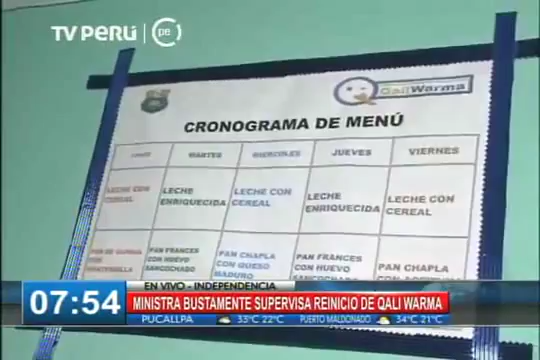 TV PERÚ pe
Qali Warma
CRONOGRAMA DE MENÚ
LUNES MARTES MIERCOLES JUEVES VIERNES
LECHE CON CEREAL
LECHE ENRIQUECIDA
LECHE CON CEREAL
LECHE ENRIQUECIDA
LECHE CON CEREAL
PAN FRANCES CON HUEVO SANCOCHADO
PAN CHAPLA CON QUESO MADURO
PAN FRANCES CON HUEVO SANCOCHADO
PAN CHAPLA
EN VIVO - INDEPENDENCIA
07:54 MINISTRA BUSTAMENTE SUPERVISA REINICIO DE QALI WARMA
PUCALLPA 33°C 22°C PUERTO MALDONADO 34°C 21°C